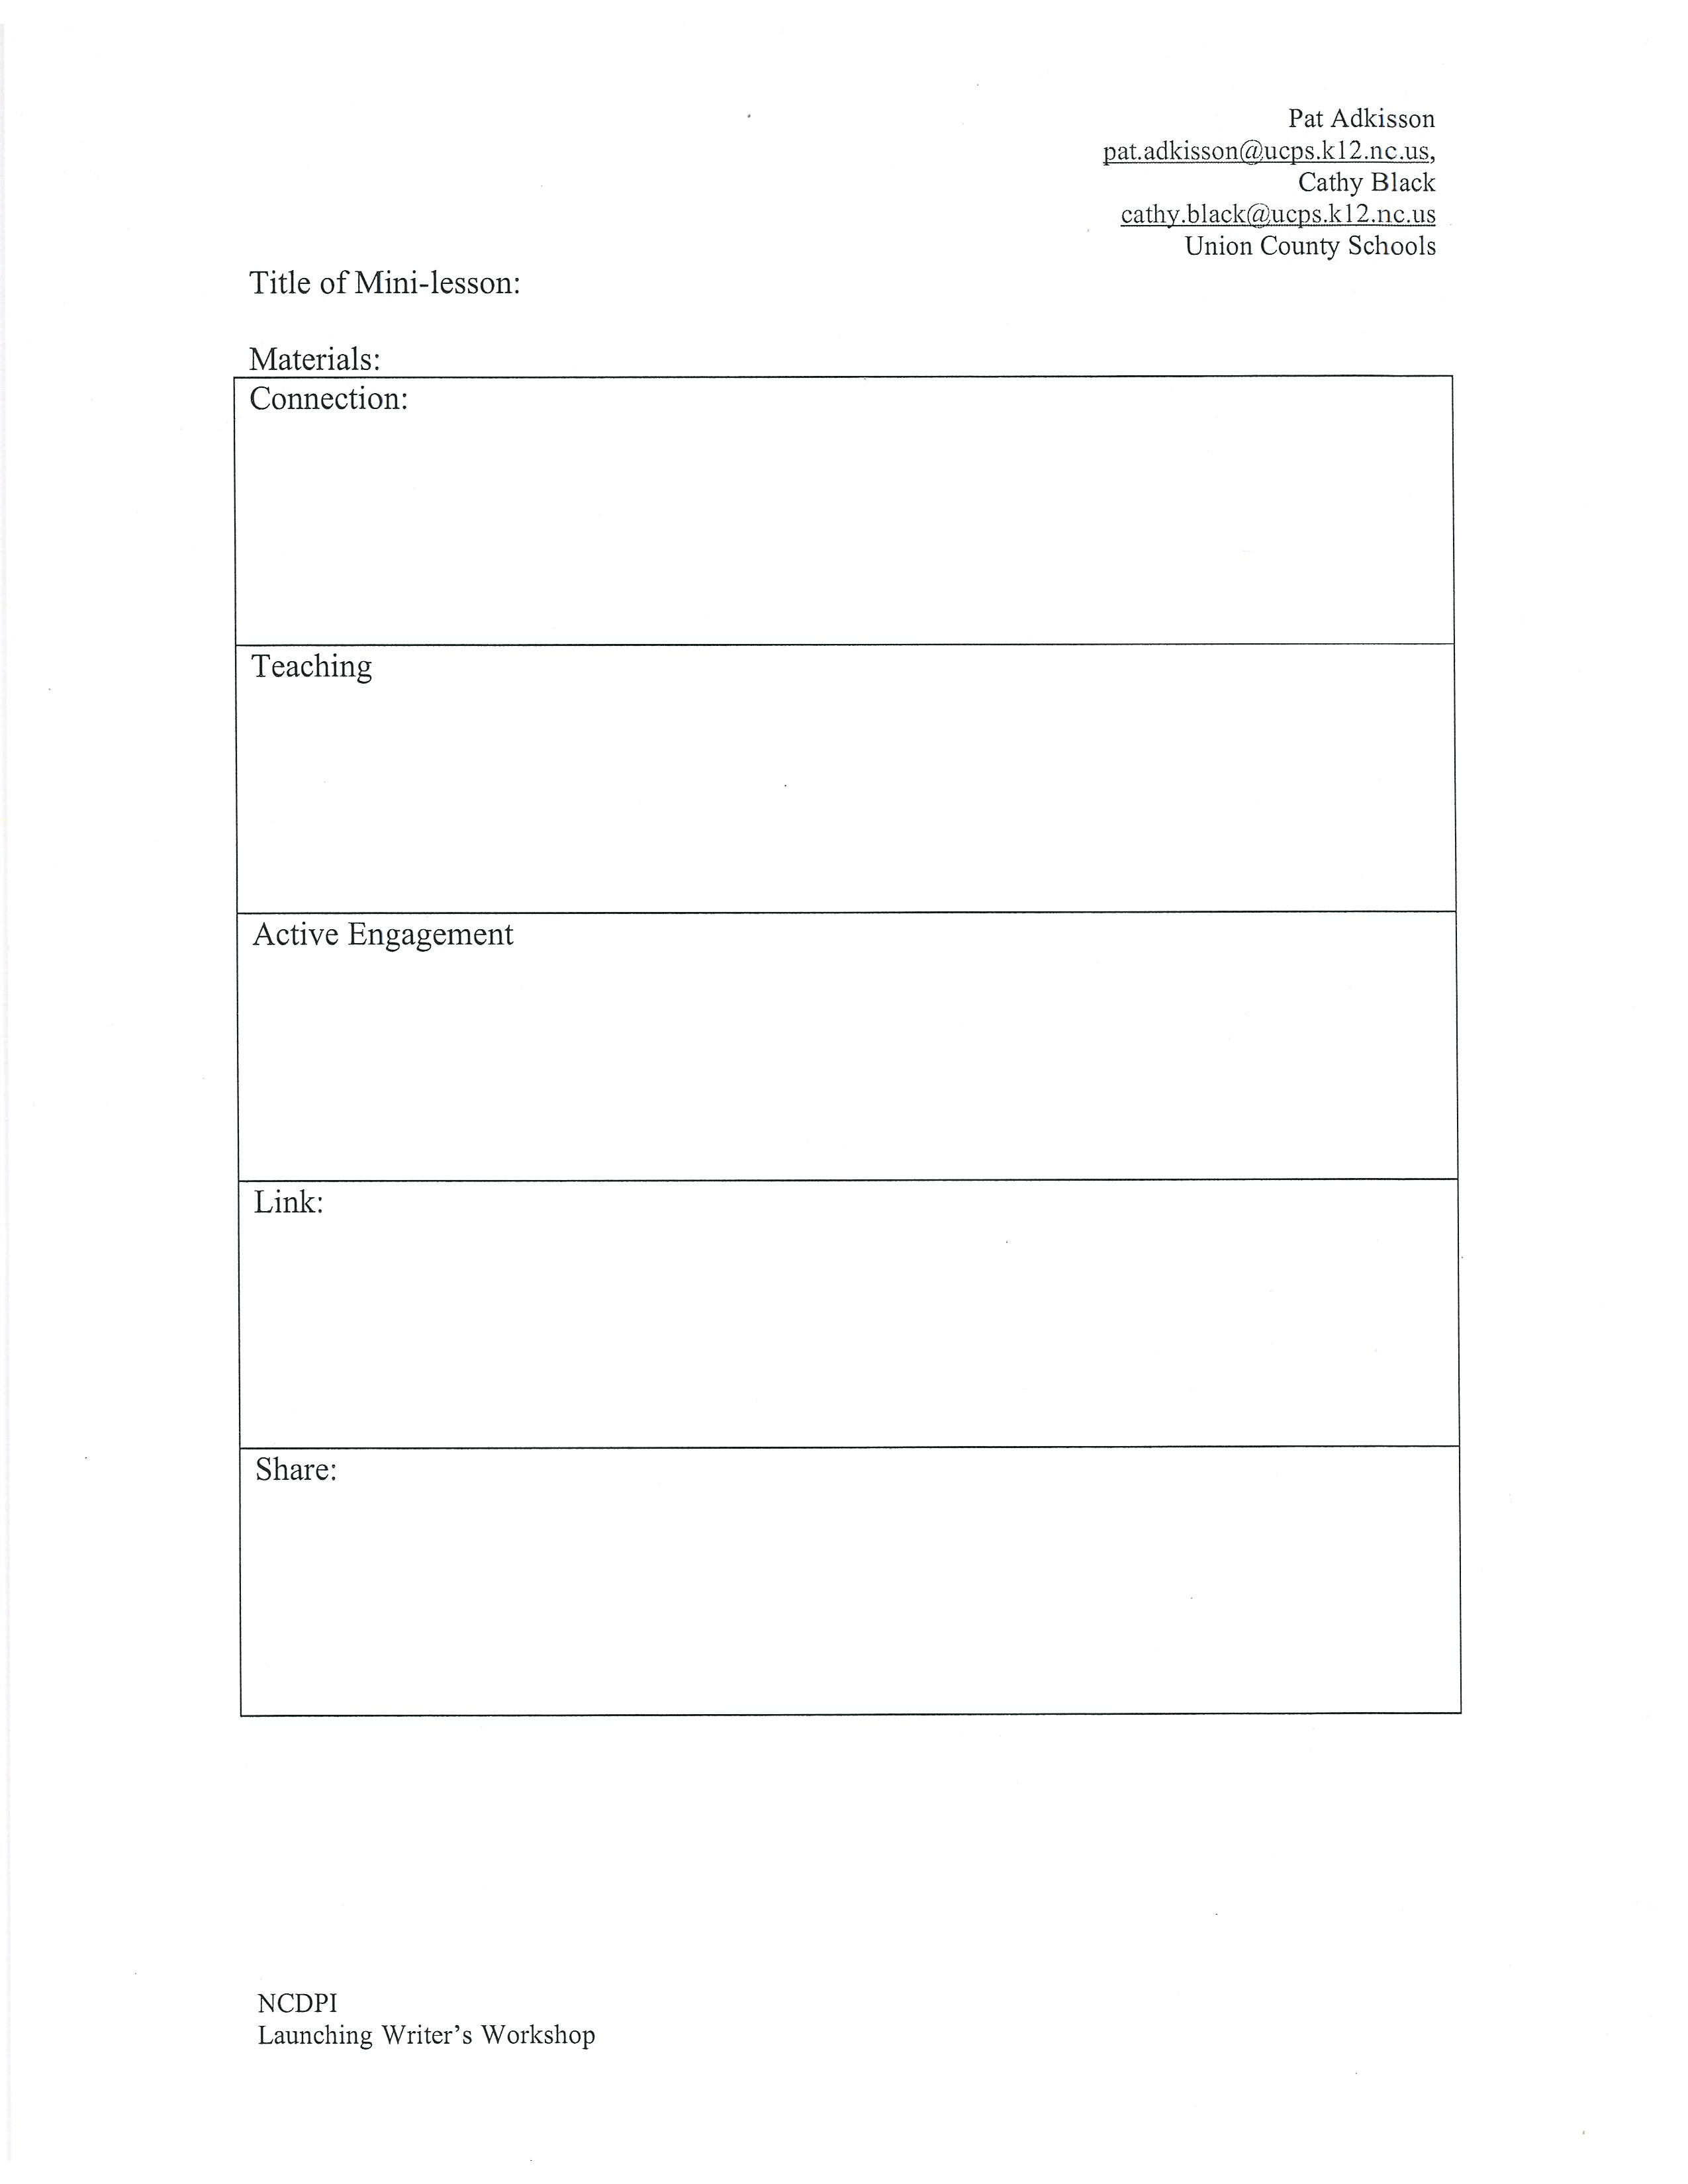 Pat Adkisson
pat.adkisson@ucps.k12.nc.us,
Cathy Black
cathy.black@ucps.k12.nc.us
Union County Schools
Title of Mini-lesson:
Materials:
Connection:
Teaching
Active Engagement
Link:
Share:
NCDPI
Launching Writer's Workshop